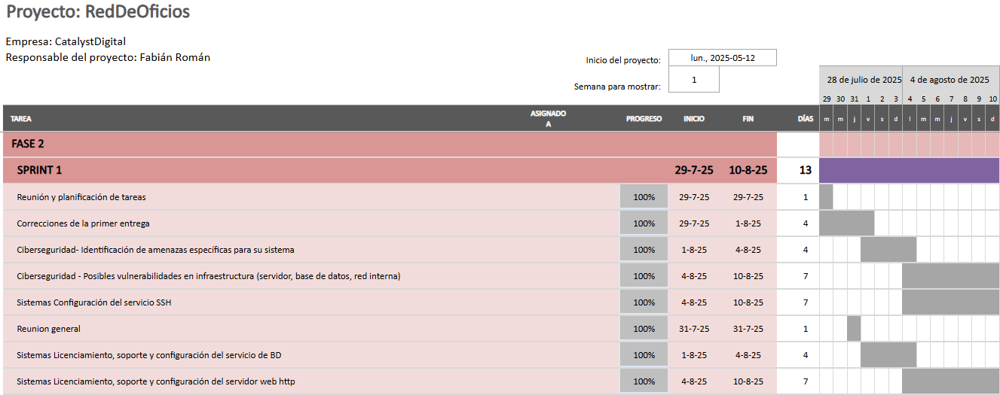 Proyecto: RedDeOficios
Empresa: CatalystDigital
Responsable del proyecto: Fabián Román
Inicio del proyecto: lun., 2025-05-12
Semana para mostrar: 1
28 de julio de 2025 4 de agosto de 2025
29 30 31 1 2 3 4 5 6 7 8 9 10
TAREA ASIGNADO A PROGRESO INICIO FIN DÍAS m m j v s d l m m j v s d
FASE 2
SPRINT 1 29-7-25 10-8-25 13
Reunión y planificación de tareas 100% 29-7-25 29-7-25 1
Correcciones de la primer entrega 100% 29-7-25 1-8-25 4
Ciberseguridad- Identificación de amenazas específicas para su sistema 100% 1-8-25 4-8-25 4
Ciberseguridad - Posibles vulnerabilidades en infraestructura (servidor, base de datos, red interna) 100% 4-8-25 10-8-25 7
Sistemas Configuración del servicio SSH 100% 4-8-25 10-8-25 7
Reunion general 100% 31-7-25 31-7-25 1
Sistemas Licenciamiento, soporte y configuración del servicio de BD 100% 1-8-25 4-8-25 4
Sistemas Licenciamiento, soporte y configuración del servidor web http 100% 4-8-25 10-8-25 7